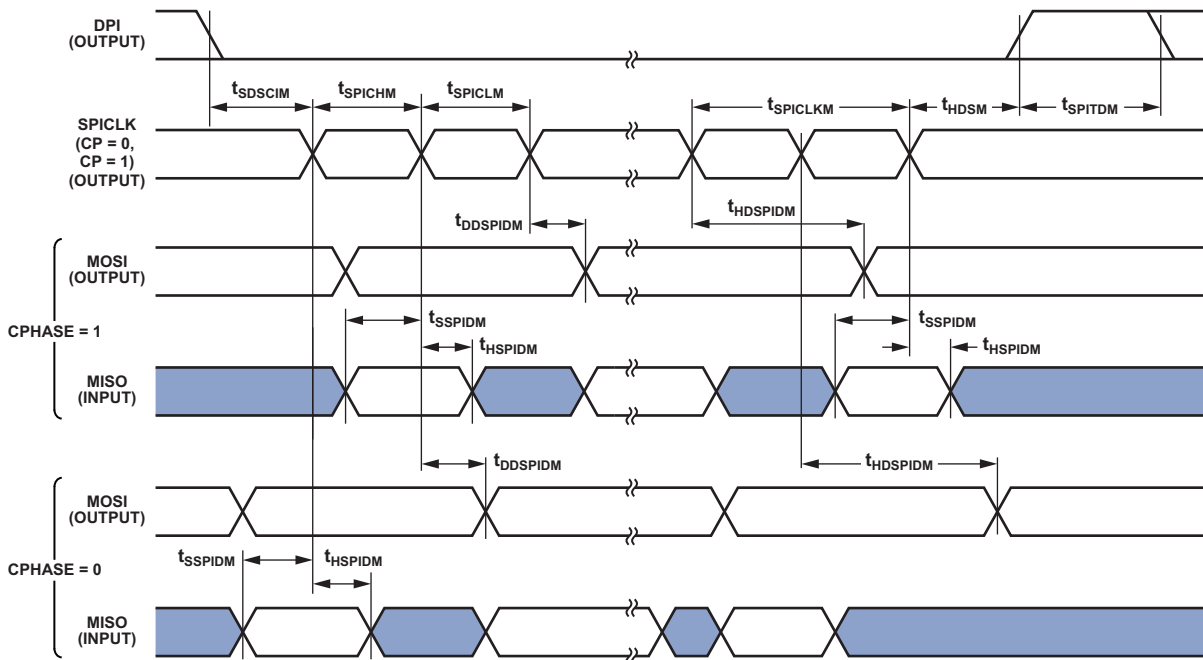 DPI
(OUTPUT)
tSDSCIM
tSPICHM
tSPICLM
tSPICLKM
tHDSM
tSPITDM
SPICLK
(CP = 0,
CP = 1)
(OUTPUT)
tDDSPIDM
tHDSPIDM
CPHASE = 1
MOSI
(OUTPUT)
tSSPIDM
tSSPIDM
tHSPIDM
tHSPIDM
MISO
(INPUT)
tDDSPIDM
tHDSPIDM
CPHASE = 0
MOSI
(OUTPUT)
tSSPIDM
tHSPIDM
MISO
(INPUT)